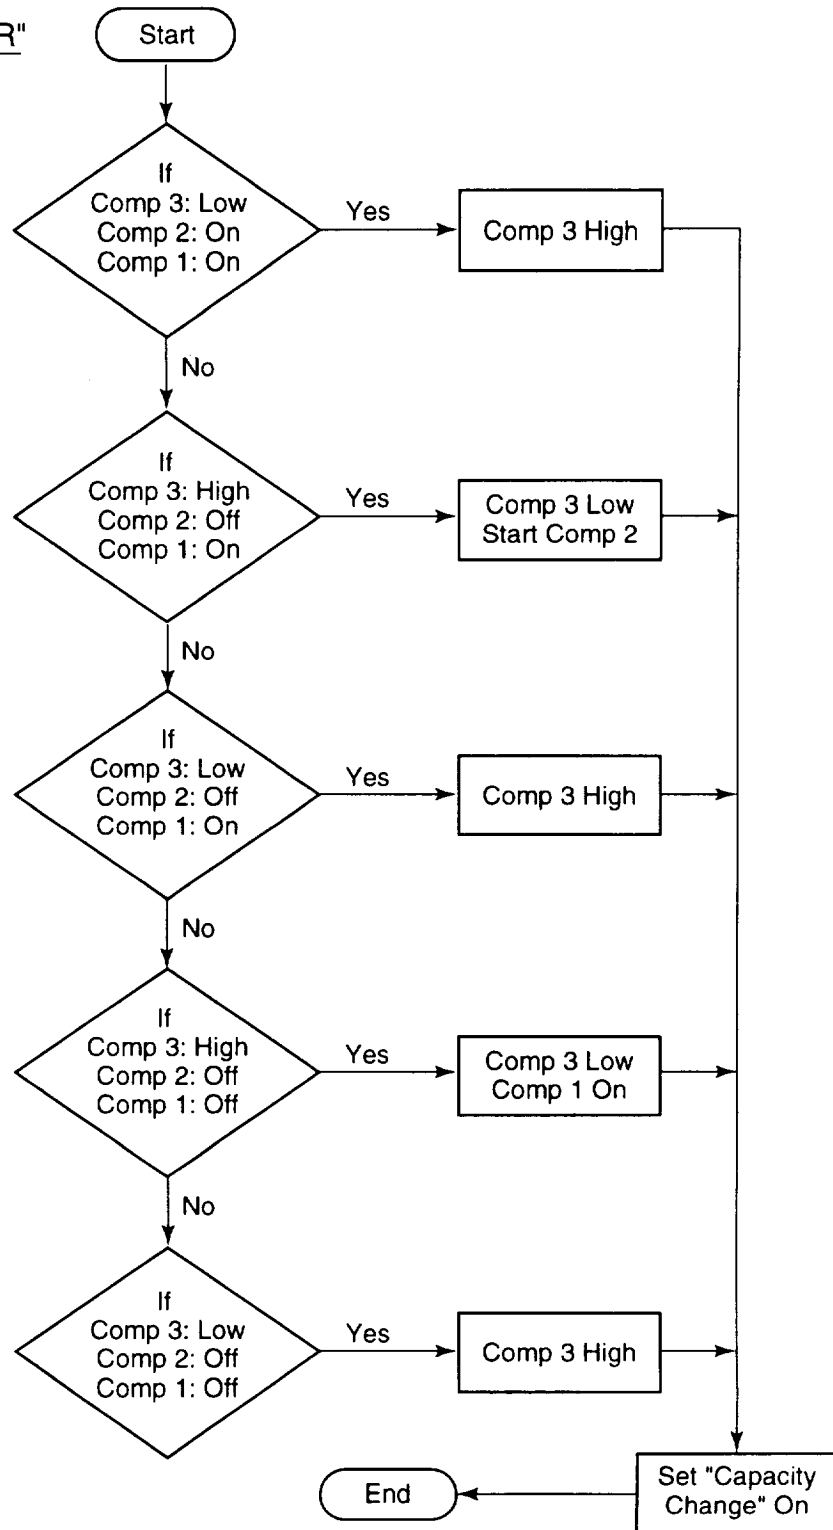 R"
Start
If
Comp 3: Low
Comp 2: On
Comp 1: On
Yes
Comp 3 High
No
If
Comp 3: High
Comp 2: Off
Comp 1: On
Yes
Comp 3 Low
Start Comp 2
No
If
Comp 3: Low
Comp 2: Off
Comp 1: On
Yes
Comp 3 High
No
If
Comp 3: High
Comp 2: Off
Comp 1: Off
Yes
Comp 3 Low
Comp 1 On
No
If
Comp 3: Low
Comp 2: Off
Comp 1: Off
Yes
Comp 3 High
Set "Capacity
Change" On
End